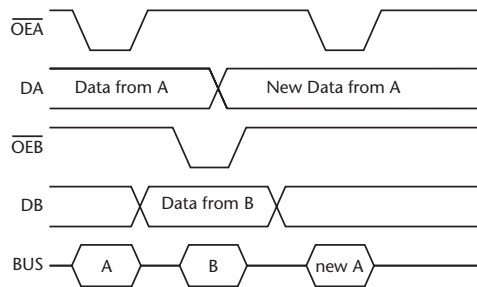 OEA
DA Data from A New Data from A
OEB
DB Data from B
BUS A B new A